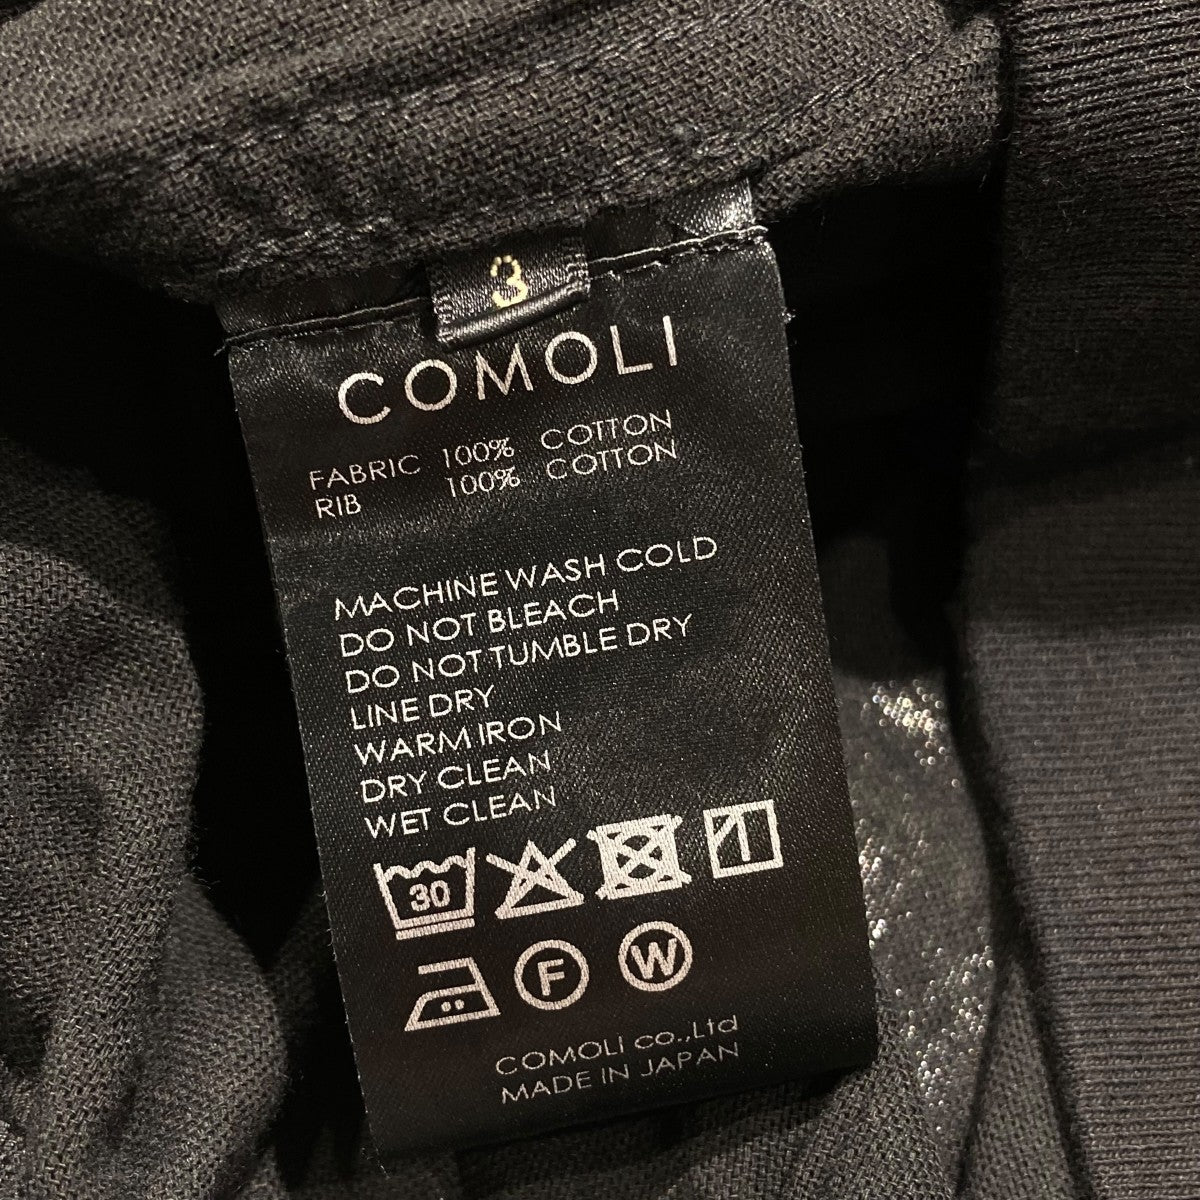 3
COMOLI
FABRIC 100% COTTON
RIB 100% COTTON
MACHINE WASH COLD
DO NOT BLEACH
DO NOT TUMBLE DRY
LINE DRY
WARM IRON
DRY CLEAN
WET CLEAN
30
F W
COMOLI co.,Ltd
MADE IN JAPAN